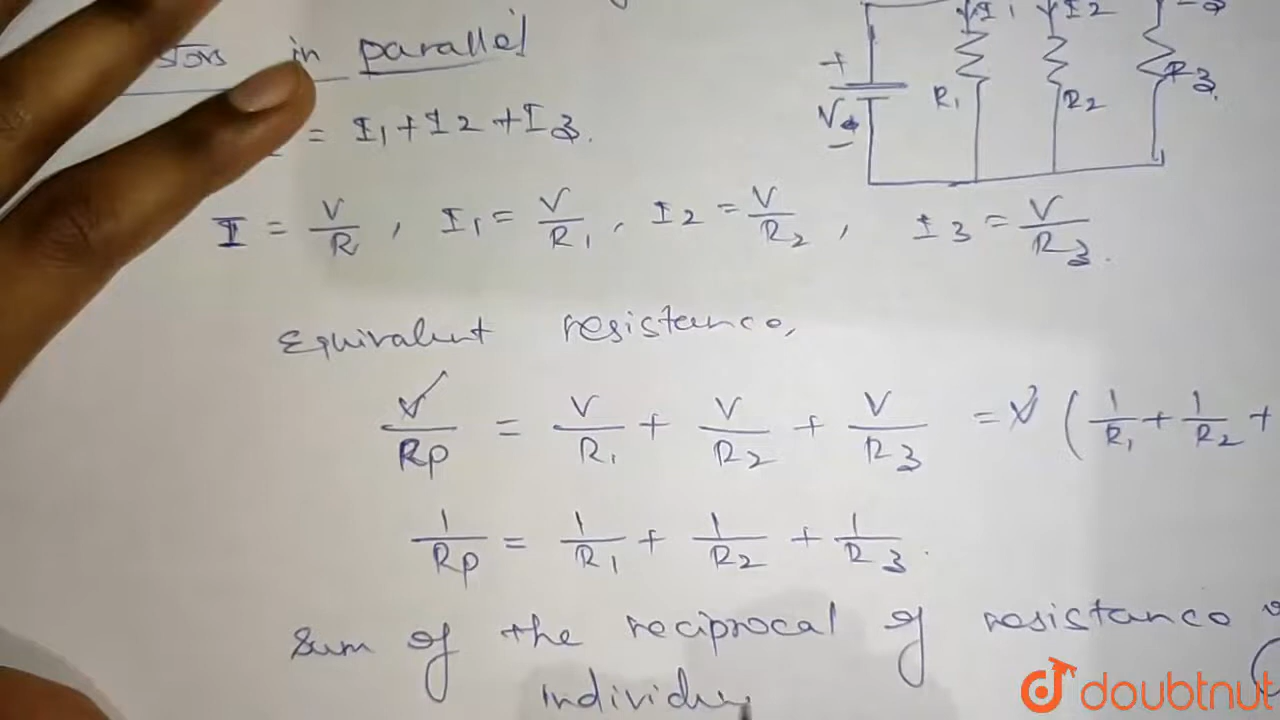 in parallel
= I1 + I2 + I3.
I1 I2
+
V
-
R1 R2 R3.
I = V/R , I1 = V/R1 , I2 = V/R2 , I3 = V/R3.
Equivalent resistance,
V/Rp = V/R1 + V/R2 + V/R3 = V ( 1/R1 + 1/R2 +
1/Rp = 1/R1 + 1/R2 + 1/R3.
Sum of the reciprocal of resistance
doubtnut